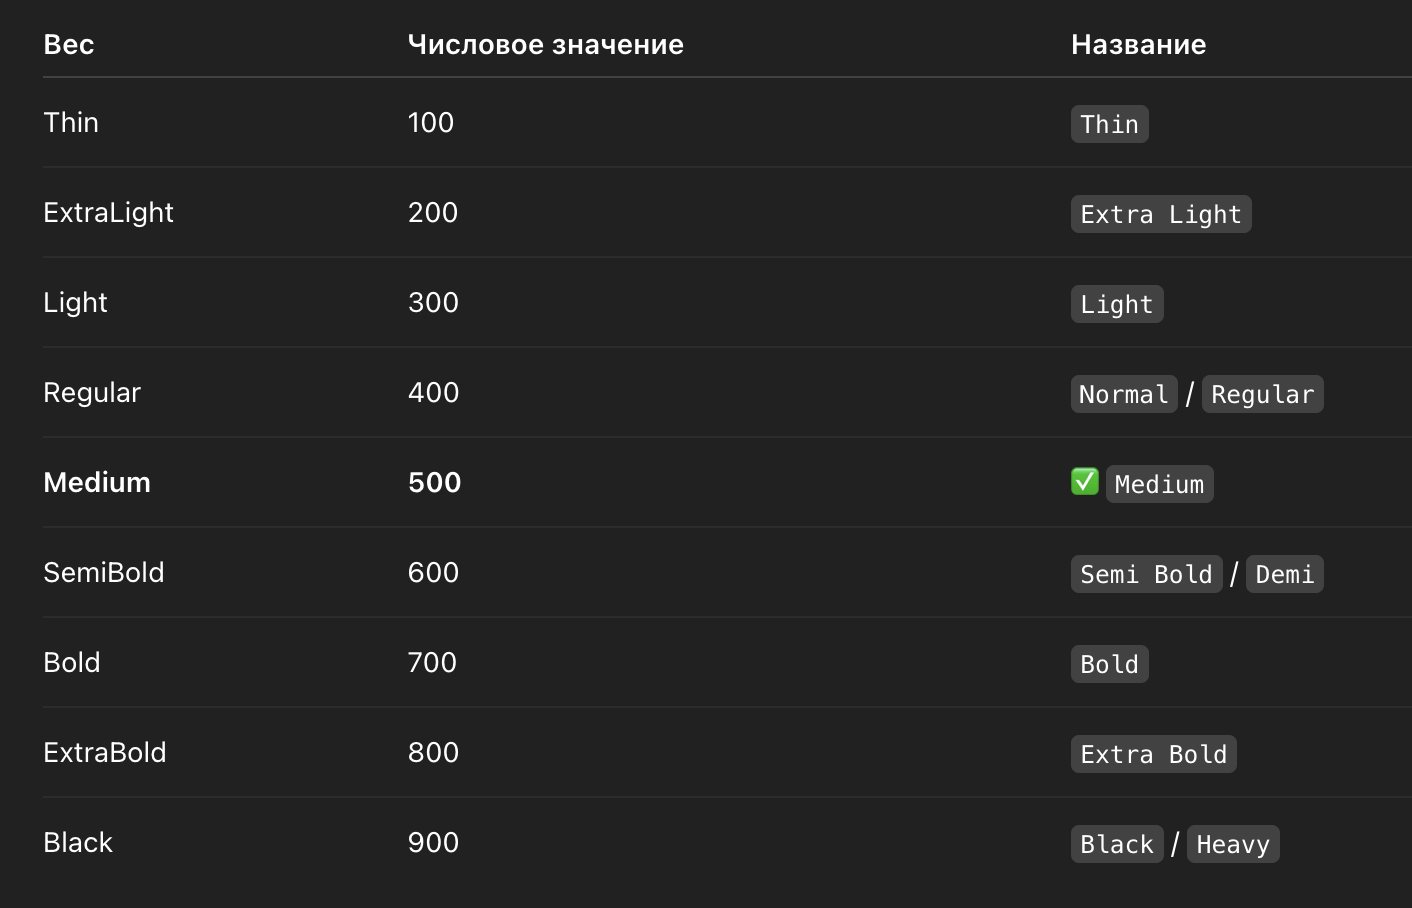 Вес Числовое значение Название
Thin 100 Thin
ExtraLight 200 Extra Light
Light 300 Light
Regular 400 Normal / Regular
Medium 500 ✅ Medium
SemiBold 600 Semi Bold / Demi
Bold 700 Bold
ExtraBold 800 Extra Bold
Black 900 Black / Heavy